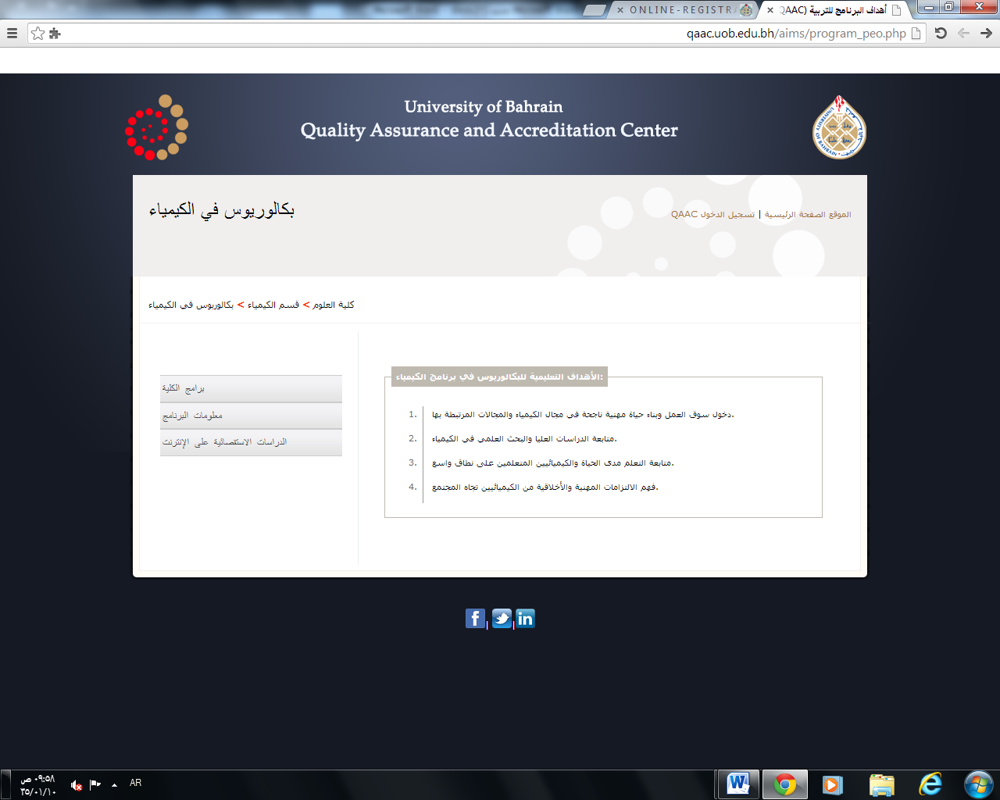 أهداف البرنامج للتربية (QAAC
ONLINE-REGISTRA
qaac.uob.edu.bh/aims/program_peo.php
University of Bahrain
Quality Assurance and Accreditation Center
بكالوريوس في الكيمياء
الموقع الصفحة الرئيسية | تسجيل الدخول QAAC
كلية العلوم > قسم الكيمياء > بكالوريوس في الكيمياء
برامج الكلية
معلومات البرنامج
الدراسات الاستقصائية على الإنترنت
الأهداف التعليمية للبكالوريوس في برنامج الكيمياء:
1. دخول سوق العمل وبناء حياة مهنية ناجحة في مجال الكيمياء والمجالات المرتبطة بها.
2. متابعة الدراسات العليا والبحث العلمي في الكيمياء.
3. متابعة التعلم مدى الحياة والكيميائيين المتعلمين على نطاق واسع.
4. فهم الالتزامات المهنية والأخلاقية من الكيميائيين تجاه المجتمع.
٠٩:٥٨ ص
٣٥/٠١/١٠
AR